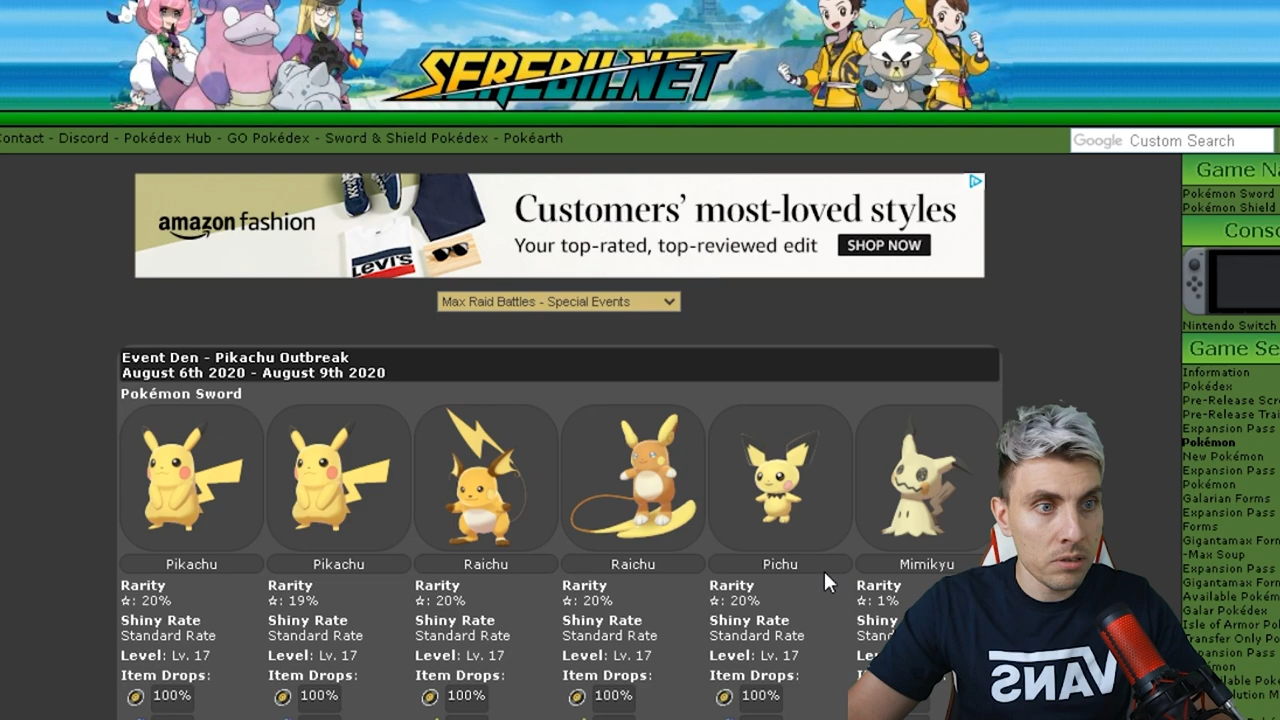 SEREBII.NET
Contact - Discord - Pokédex Hub - GO Pokédex - Sword & Shield Pokédex - Pokéarth
Google Custom Search
amazon fashion
LEVI'S
Customers' most-loved styles
Your top-rated, top-reviewed edit
SHOP NOW
Max Raid Battles - Special Events
Event Den - Pikachu Outbreak
August 6th 2020 - August 9th 2020
Pokémon Sword
Pikachu Pikachu Raichu Raichu Pichu Mimikyu
Rarity Rarity Rarity Rarity Rarity Rarity
☆: 20% ☆: 19% ☆: 20% ☆: 20% ☆: 20% ☆: 1%
Shiny Rate Shiny Rate Shiny Rate Shiny Rate Shiny Rate Shiny
Standard Rate Standard Rate Standard Rate Standard Rate Standard Rate Stand
Level: Lv. 17 Level: Lv. 17 Level: Lv. 17 Level: Lv. 17 Level: Lv. 17 Le
Item Drops: Item Drops: Item Drops: Item Drops: Item Drops: Ite
100% 100% 100% 100% 100%
VANS
Game Na
Pokémon Sword
Pokémon Shield
Conso
Nintendo Switch
Game Se
Information
Pokédex
Pre-Release Scr
Pre-Release Trai
Expansion Pass
Pokémon
New Pokémon
Expansion Pass
Pokémon
Galarian Forms
Expansion Pass
Forms
Gigantamax For
-Max Soup
Expansion Pass
Gigantamax For
Available Pokém
Galar Pokédex
Isle of Armor Po
Transfer Only Po